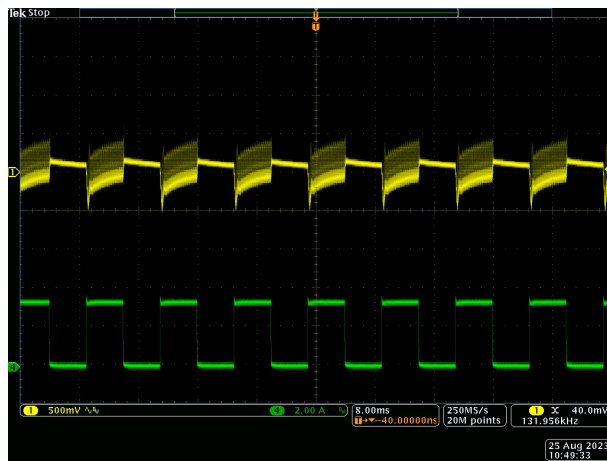 Tek Stop
T
1
4
1 500mV 4 2.00 A 8.00ms 250MS/s 1 40.0mV
T→▼−40.00000ns 20M points 131.956kHz
25 Aug 2023
10:49:33